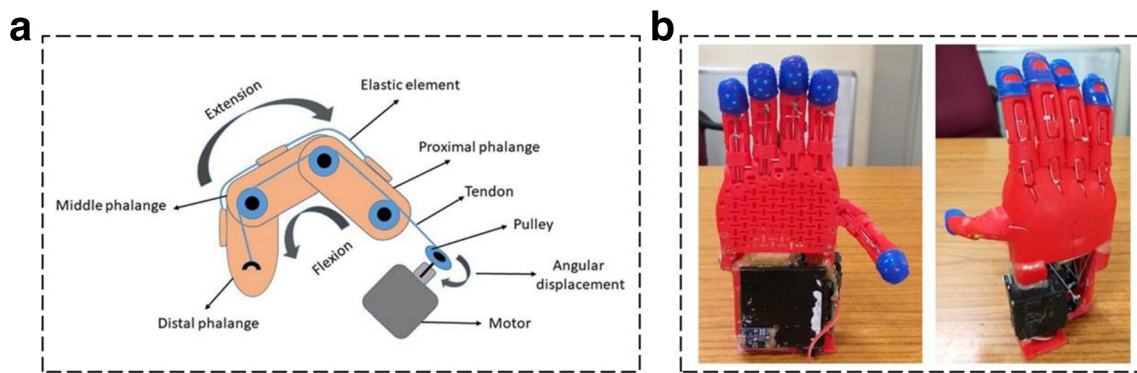 a
b
Extension
Elastic element
Proximal phalange
Middle phalange
Tendon
Pulley
Flexion
Angular
displacement
Distal phalange
Motor